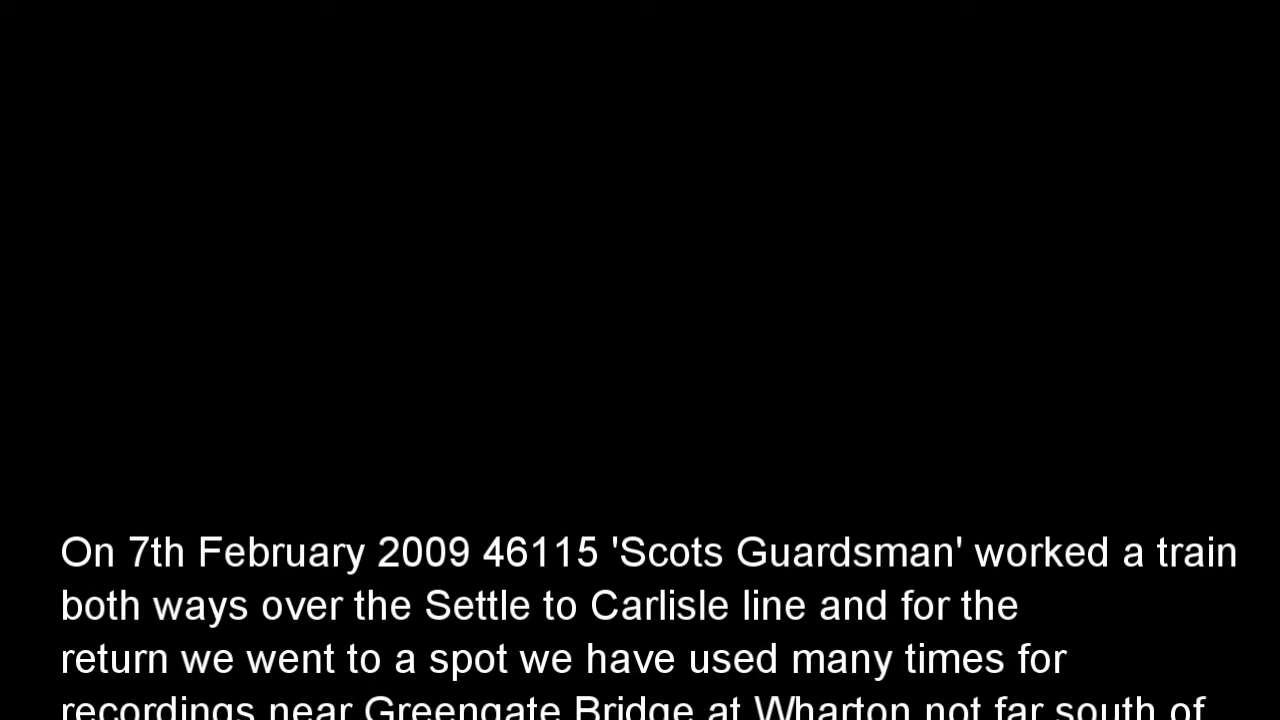 On 7th February 2009 46115 'Scots Guardsman' worked a train
both ways over the Settle to Carlisle line and for the
return we went to a spot we have used many times for
recordings near Greengate Bridge at Wharton not far south of